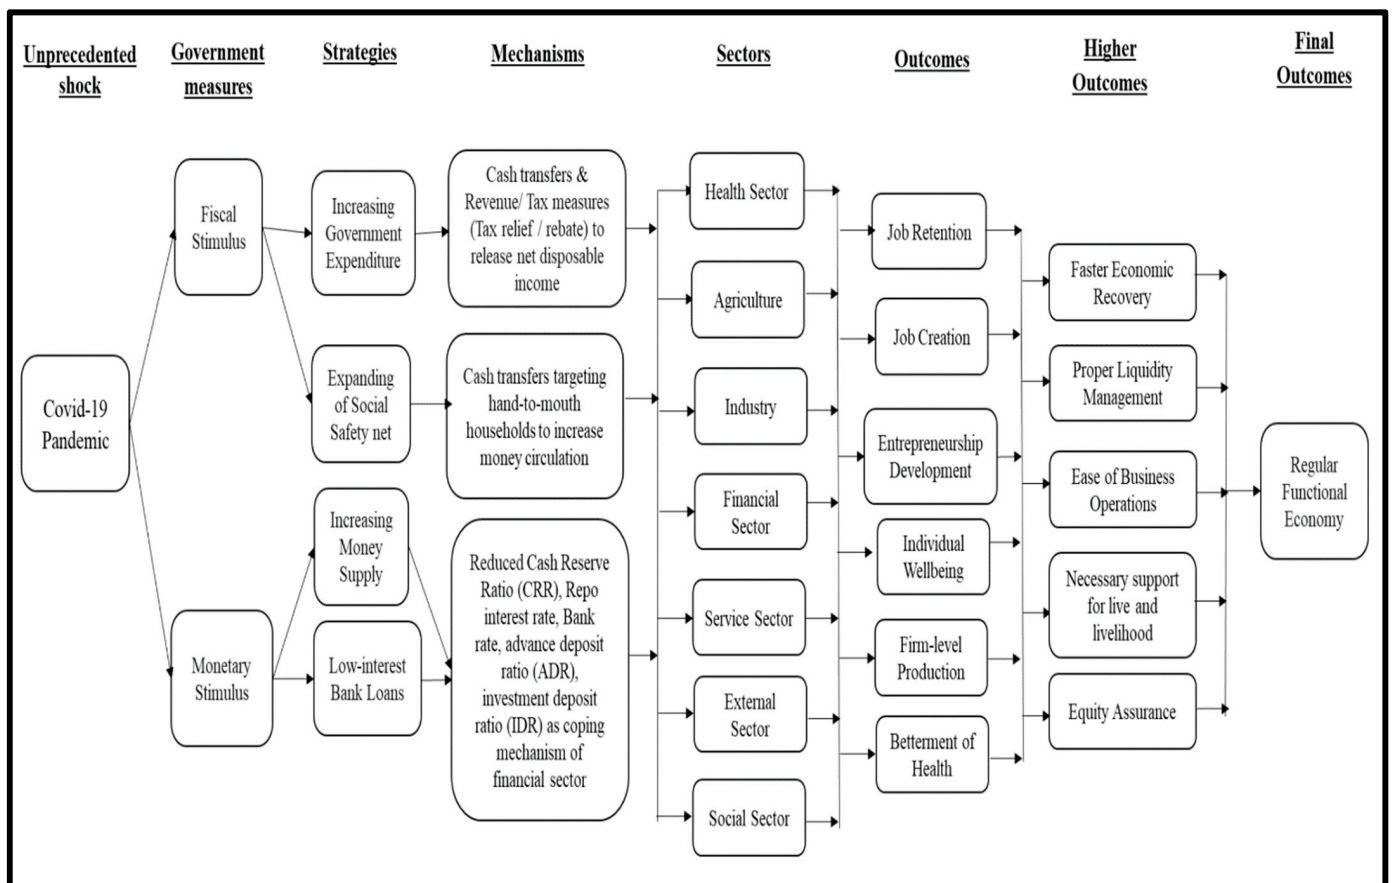 Unprecedented
shock
Government
measures
Strategies
Mechanisms
Sectors
Outcomes
Higher
Outcomes
Final
Outcomes
Covid-19
Pandemic
Fiscal
Stimulus
Monetary
Stimulus
Increasing
Government
Expenditure
Expanding
of Social
Safety net
Increasing
Money
Supply
Low-interest
Bank Loans
Cash transfers &
Revenue/ Tax measures
(Tax relief / rebate) to
release net disposable
income
Cash transfers targeting
hand-to-mouth
households to increase
money circulation
Reduced Cash Reserve
Ratio (CRR), Repo
interest rate, Bank
rate, advance deposit
ratio (ADR),
investment deposit
ratio (IDR) as coping
mechanism of
financial sector
Health Sector
Agriculture
Industry
Financial
Sector
Service Sector
External
Sector
Social Sector
Job Retention
Job Creation
Entrepreneurship
Development
Individual
Wellbeing
Firm-level
Production
Betterment of
Health
Faster Economic
Recovery
Proper Liquidity
Management
Ease of Business
Operations
Necessary support
for live and
livelihood
Equity Assurance
Regular
Functional
Economy